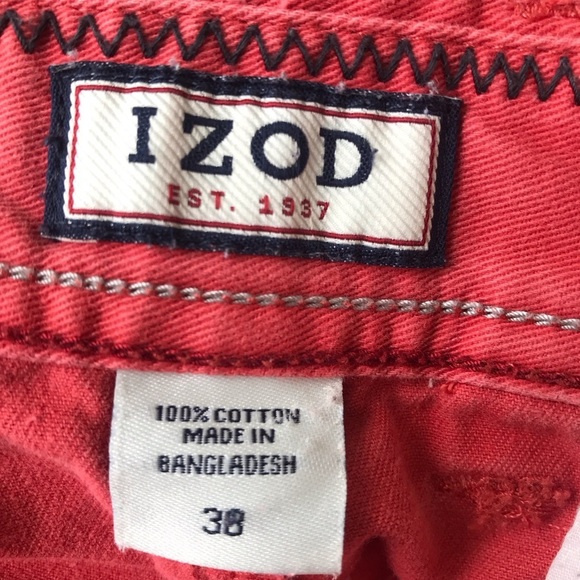 IZOD
EST. 1937
100% COTTON
MADE IN
BANGLADESH
38